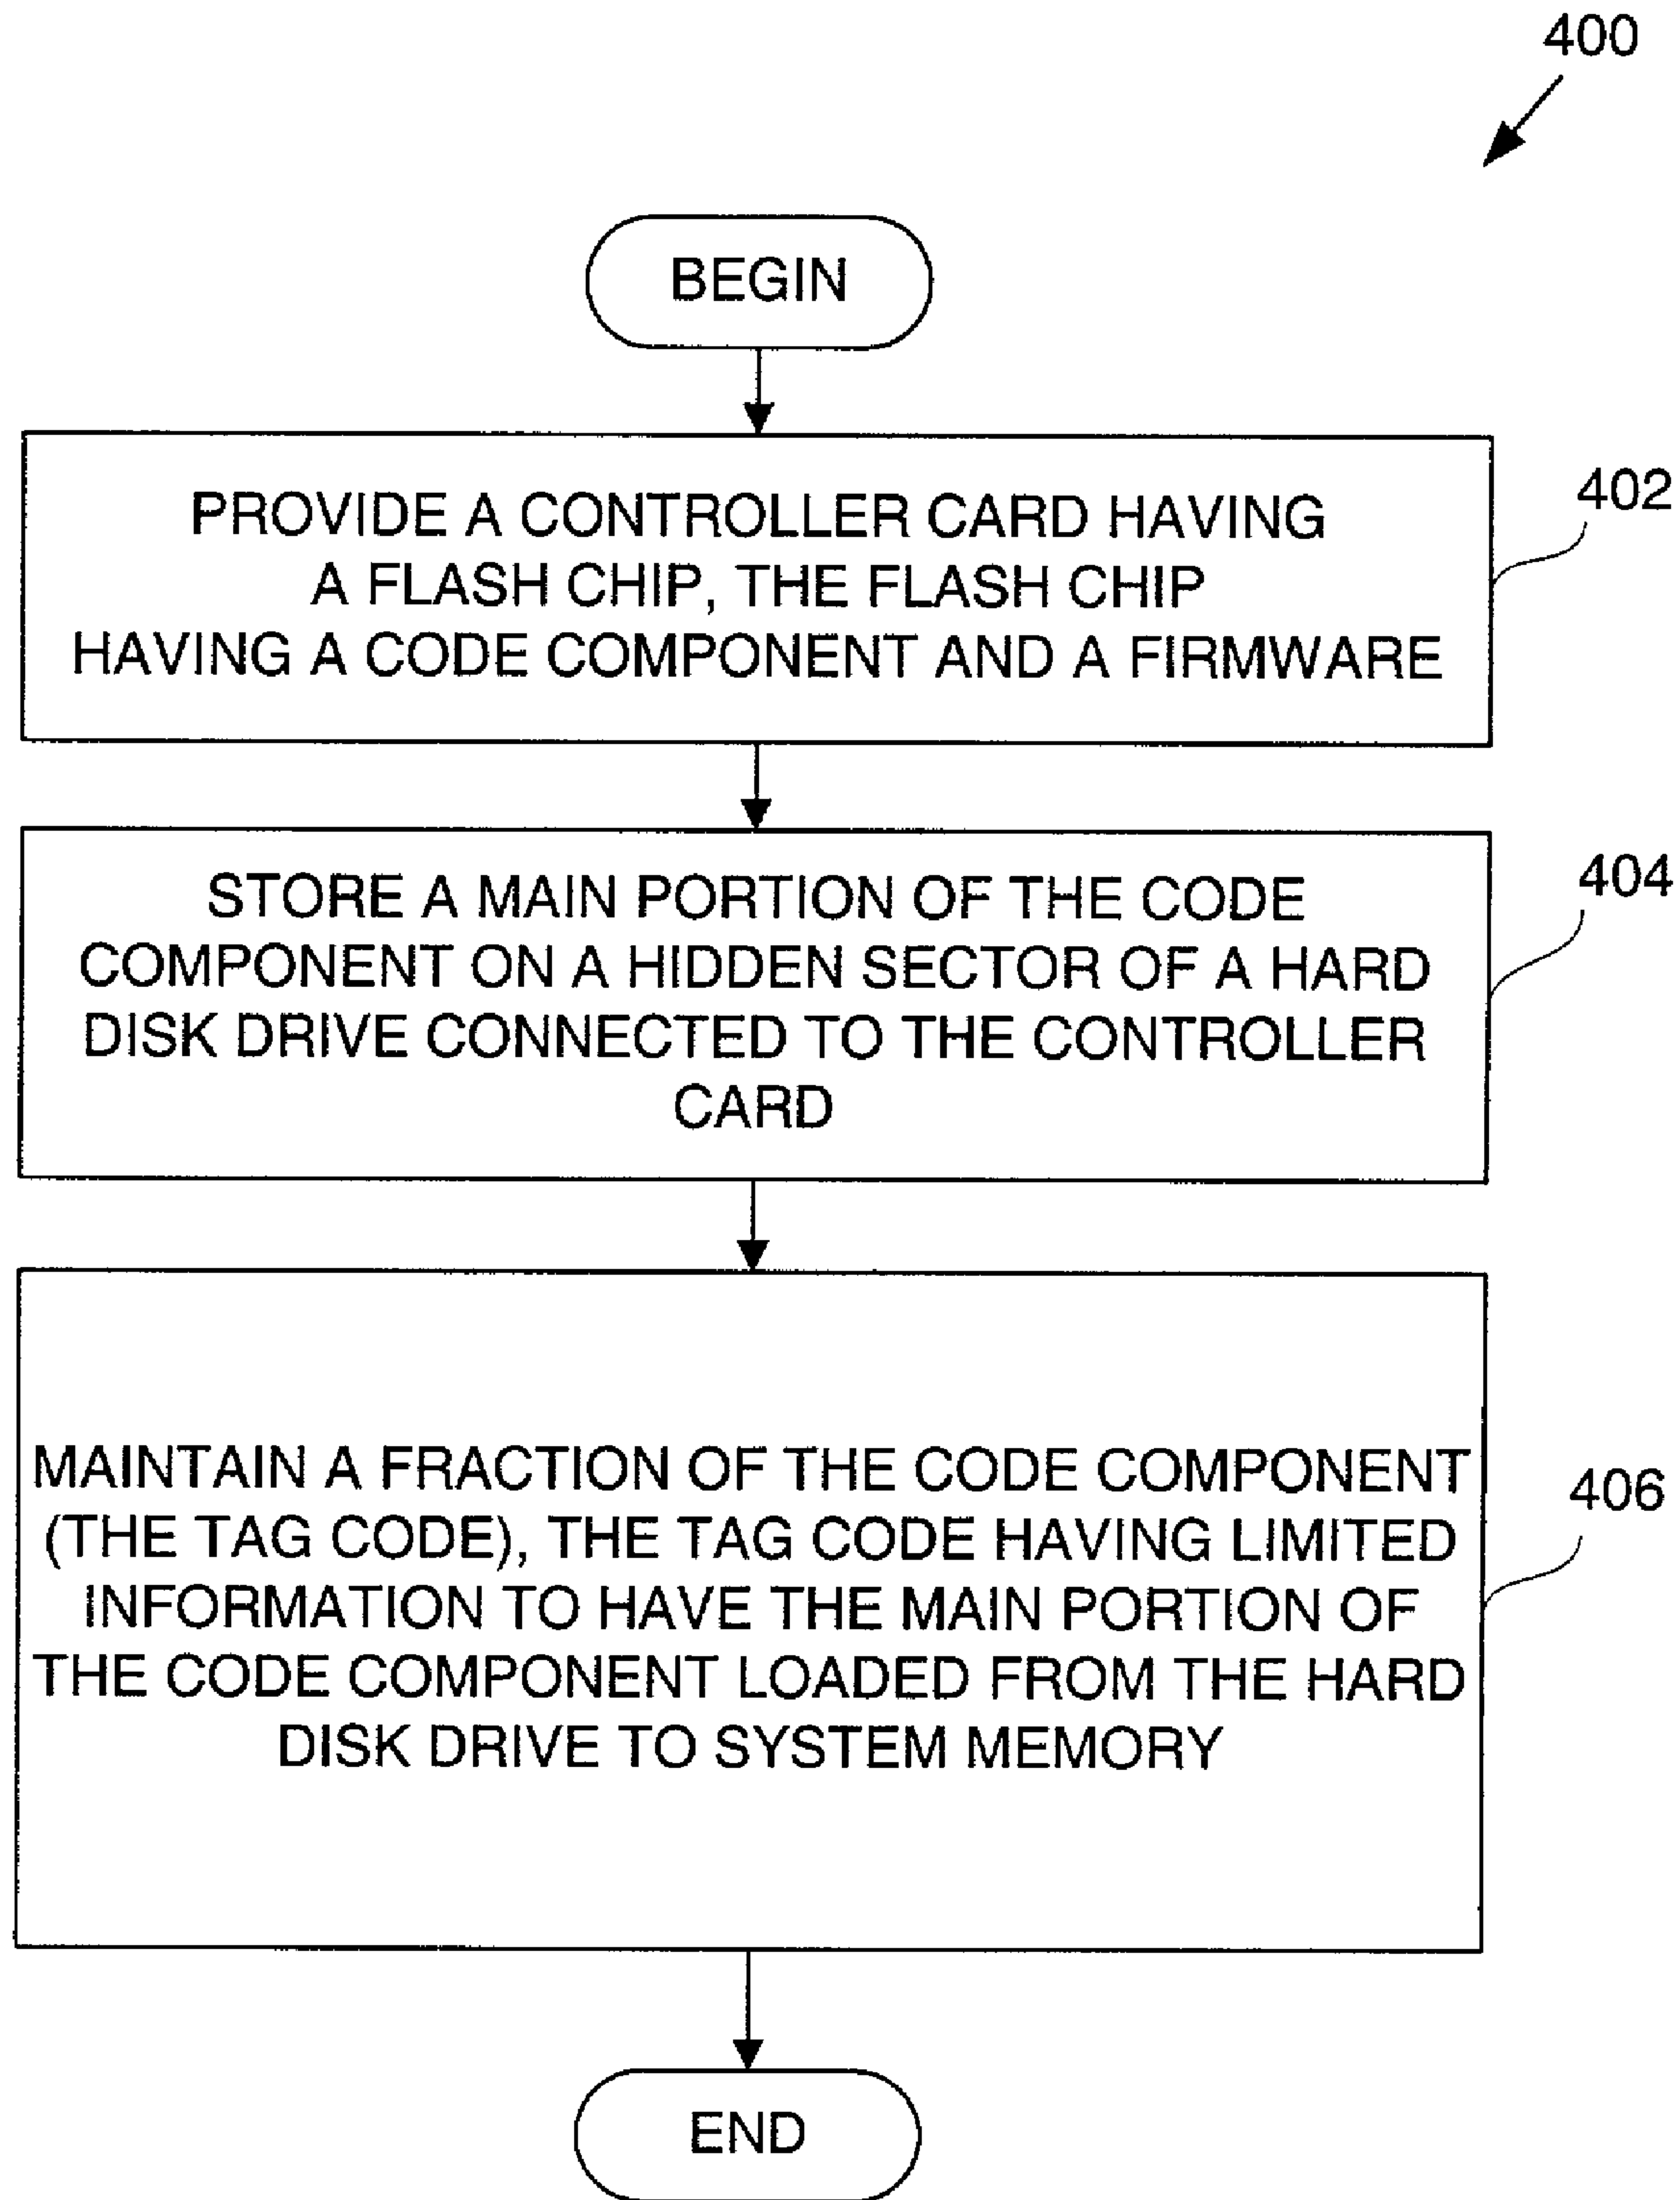 400
BEGIN
PROVIDE A CONTROLLER CARD HAVING
A FLASH CHIP, THE FLASH CHIP
HAVING A CODE COMPONENT AND A FIRMWARE
402
STORE A MAIN PORTION OF THE CODE
COMPONENT ON A HIDDEN SECTOR OF A HARD
DISK DRIVE CONNECTED TO THE CONTROLLER
CARD
404
MAINTAIN A FRACTION OF THE CODE COMPONENT
(THE TAG CODE), THE TAG CODE HAVING LIMITED
INFORMATION TO HAVE THE MAIN PORTION OF
THE CODE COMPONENT LOADED FROM THE HARD
DISK DRIVE TO SYSTEM MEMORY
406
END